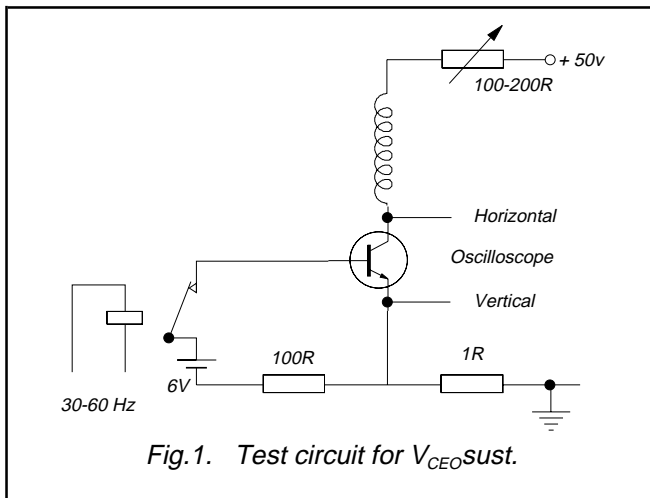 + 50v
100-200R
Horizontal
Oscilloscope
Vertical
100R
1R
6V
30-60 Hz
Fig.1. Test circuit for VCEOsust.